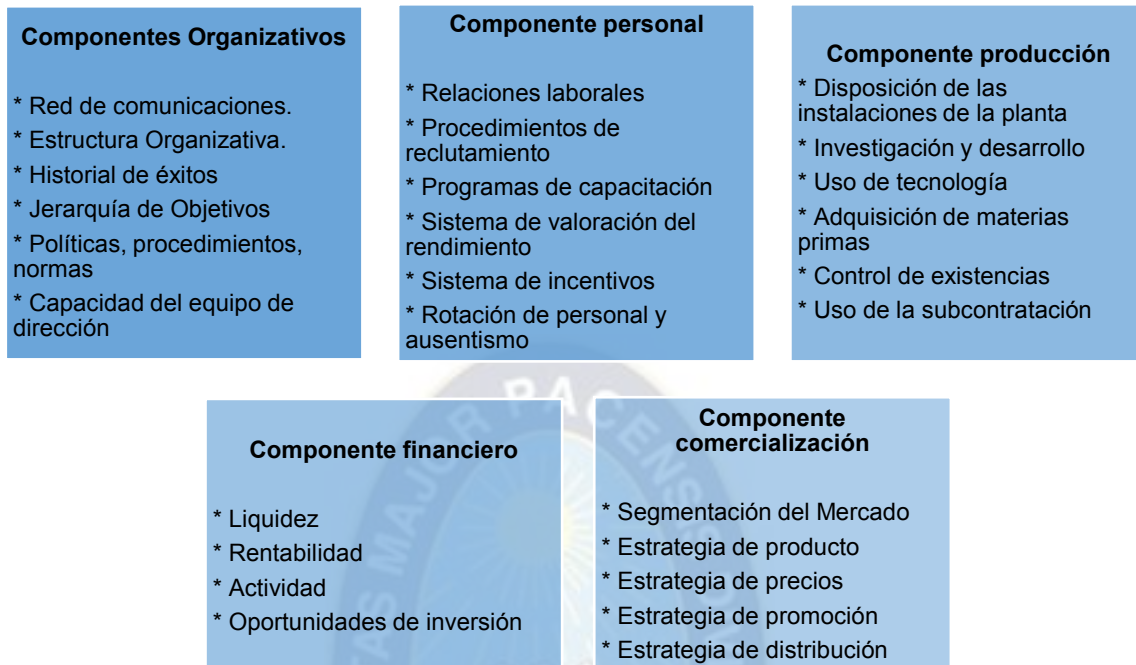 Componentes Organizativos
* Red de comunicaciones.
* Estructura Organizativa.
* Historial de éxitos
* Jerarquía de Objetivos
* Políticas, procedimientos,
normas
* Capacidad del equipo de
dirección
Componente personal
* Relaciones laborales
* Procedimientos de
reclutamiento
* Programas de capacitación
* Sistema de valoración del
rendimiento
* Sistema de incentivos
* Rotación de personal y
ausentismo
Componente producción
* Disposición de las
instalaciones de la planta
* Investigación y desarrollo
* Uso de tecnología
* Adquisición de materias
primas
* Control de existencias
* Uso de la subcontratación
Componente financiero
* Liquidez
* Rentabilidad
* Actividad
* Oportunidades de inversión
Componente
comercialización
* Segmentación del Mercado
* Estrategia de producto
* Estrategia de precios
* Estrategia de promoción
* Estrategia de distribución
MAJOR PACENSIS